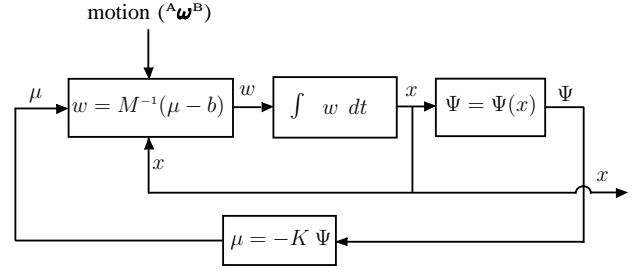 motion (ᴬωᴮ)
μ
w = M⁻¹(μ − b)
w
∫ w dt
x
Ψ = Ψ(x)
Ψ
x
x
μ = −K Ψ